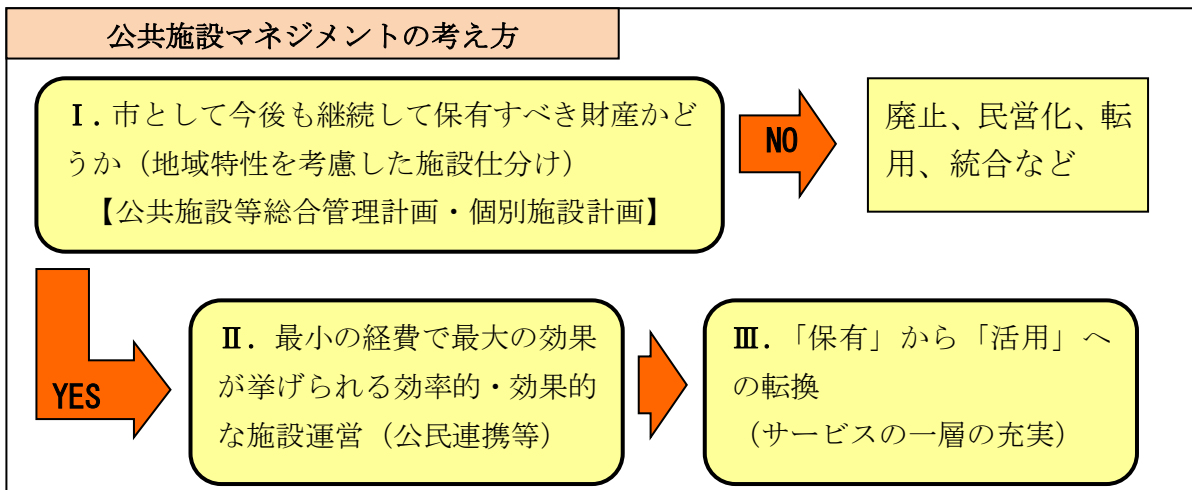 公共施設マネジメントの考え方
Ⅰ．市として今後も継続して保有すべき財産かど
うか（地域特性を考慮した施設仕分け）
【公共施設等総合管理計画・個別施設計画】
NO
廃止、民営化、転
用、統合など
YES
Ⅱ．最小の経費で最大の効果
が挙げられる効率的・効果的
な施設運営（公民連携等）
Ⅲ．「保有」から「活用」へ
の転換
（サービスの一層の充実）